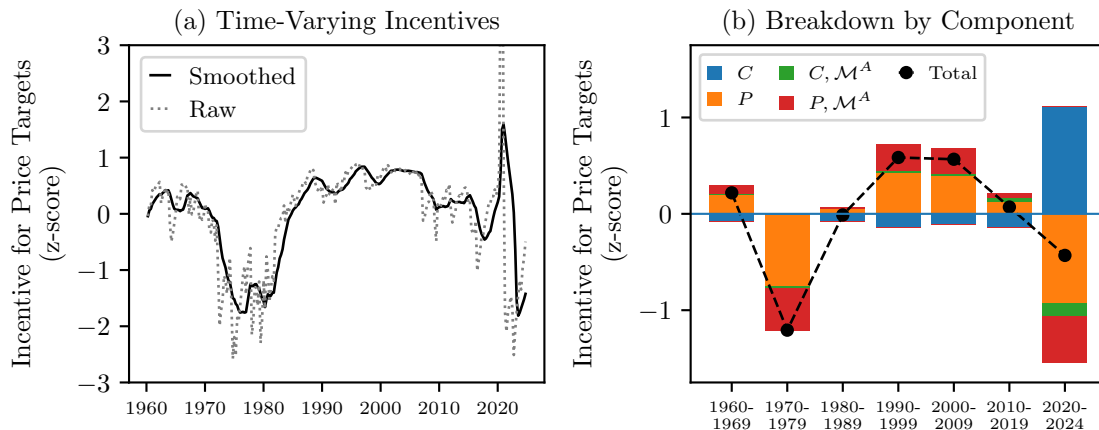 (a) Time-Varying Incentives
Incentive for Price Targets
(z-score)
3
2
1
0
−1
−2
−3
Smoothed
Raw
1960 1970 1980 1990 2000 2010 2020
(b) Breakdown by Component
Incentive for Price Targets
(z-score)
1
0
−1
C
P
C, 𝓜ᴬ
P, 𝓜ᴬ
Total
1960- 1970- 1980- 1990- 2000- 2010- 2020-
1969 1979 1989 1999 2009 2019 2024